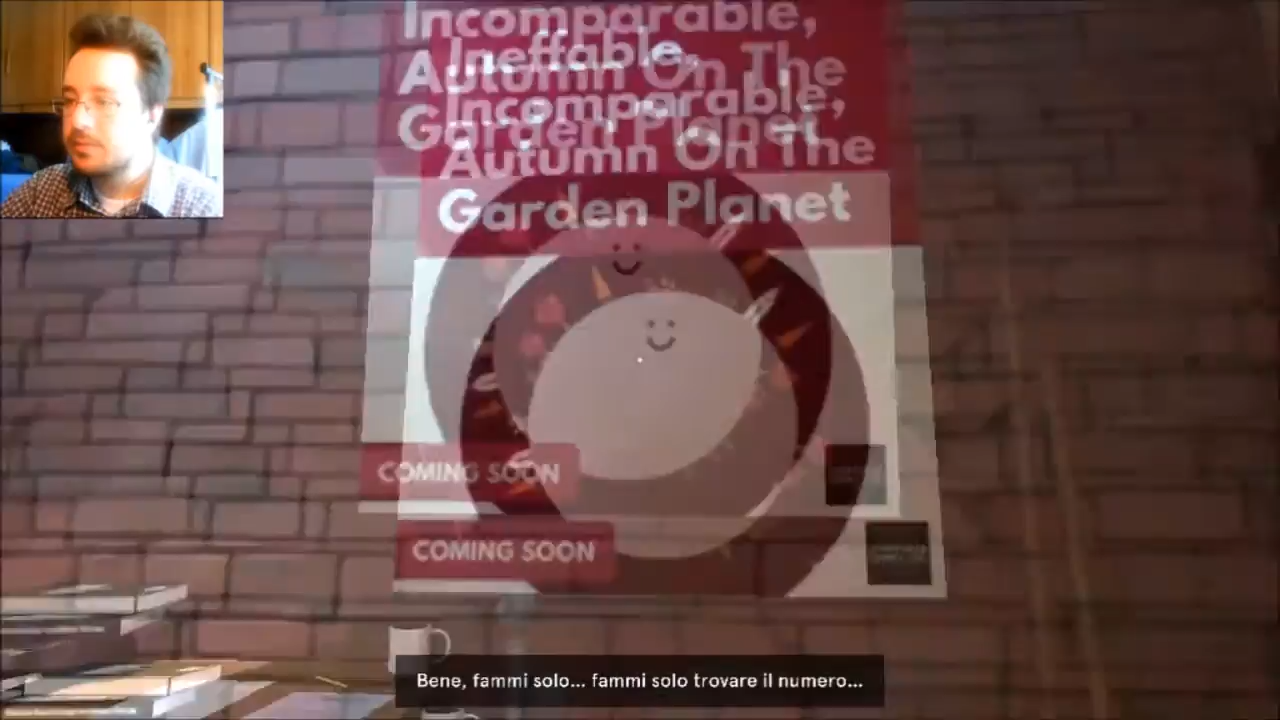 Incomparable,
Ineffable,
Autumn On The
Incomparable,
Garden Planet
Autumn On The
Garden Planet
COMING SOON
COMING SOON
Bene, fammi solo... fammi solo trovare il numero...